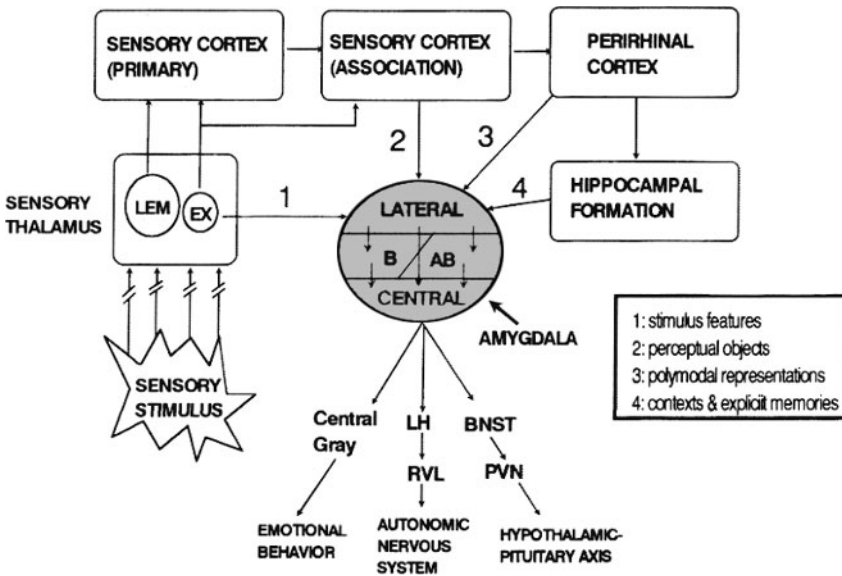 SENSORY CORTEX
(PRIMARY)
SENSORY CORTEX
(ASSOCIATION)
PERIRHINAL
CORTEX
2
3
4
1
HIPPOCAMPAL
FORMATION
SENSORY
THALAMUS
LEM
EX
LATERAL
B
AB
CENTRAL
AMYGDALA
SENSORY
STIMULUS
1: stimulus features
2: perceptual objects
3: polymodal representations
4: contexts & expliciit memories
Central
Gray
LH
BNST
RVL
PVN
EMOTIONAL
BEHAVIOR
AUTONOMIC
NERVOUS
SYSTEM
HYPOTHALAMIC-
PITUITARY AXIS